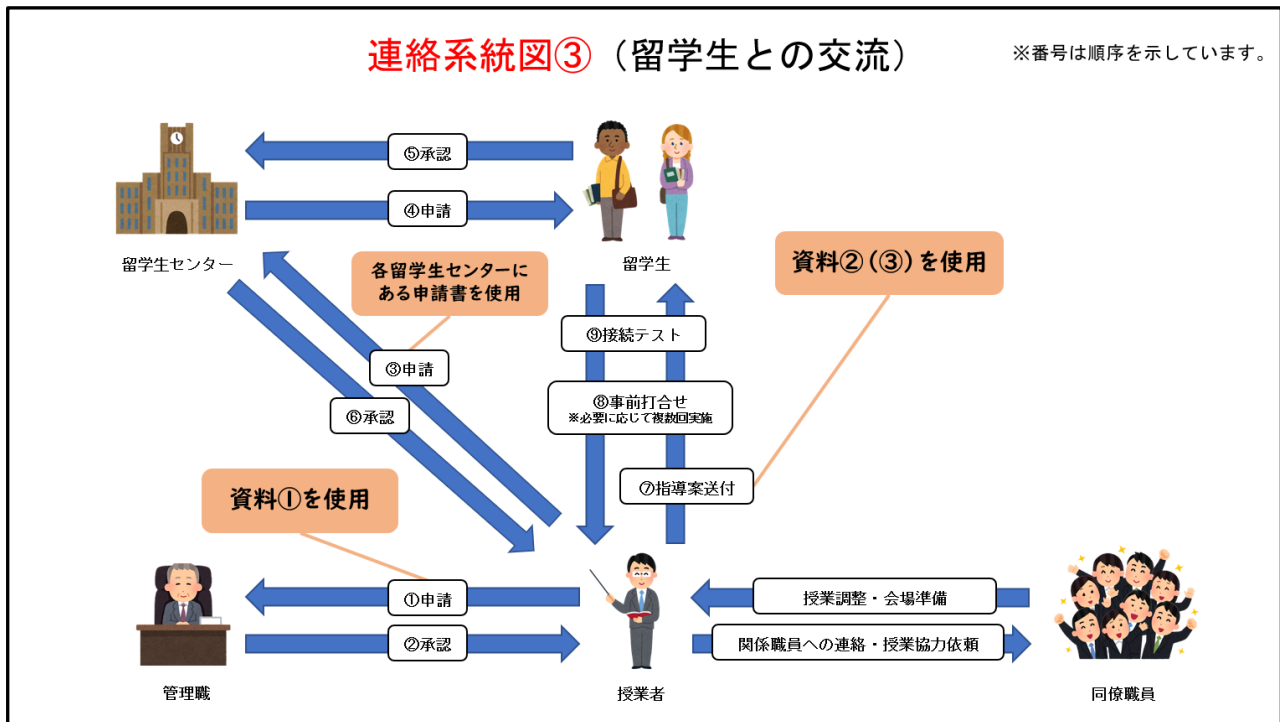 連絡系統図③（留学生との交流）
※番号は順序を示しています。
⑤承認
④申請
留学生センター
留学生
各留学生センターに
ある申請書を使用
資料②(③)を使用
⑨接続テスト
③申請
⑧事前打合せ
※必要に応じて複数回実施
⑥承認
⑦指導案送付
資料①を使用
①申請
授業調整・会場準備
②承認
関係職員への連絡・授業協力依頼
管理職
授業者
同僚職員